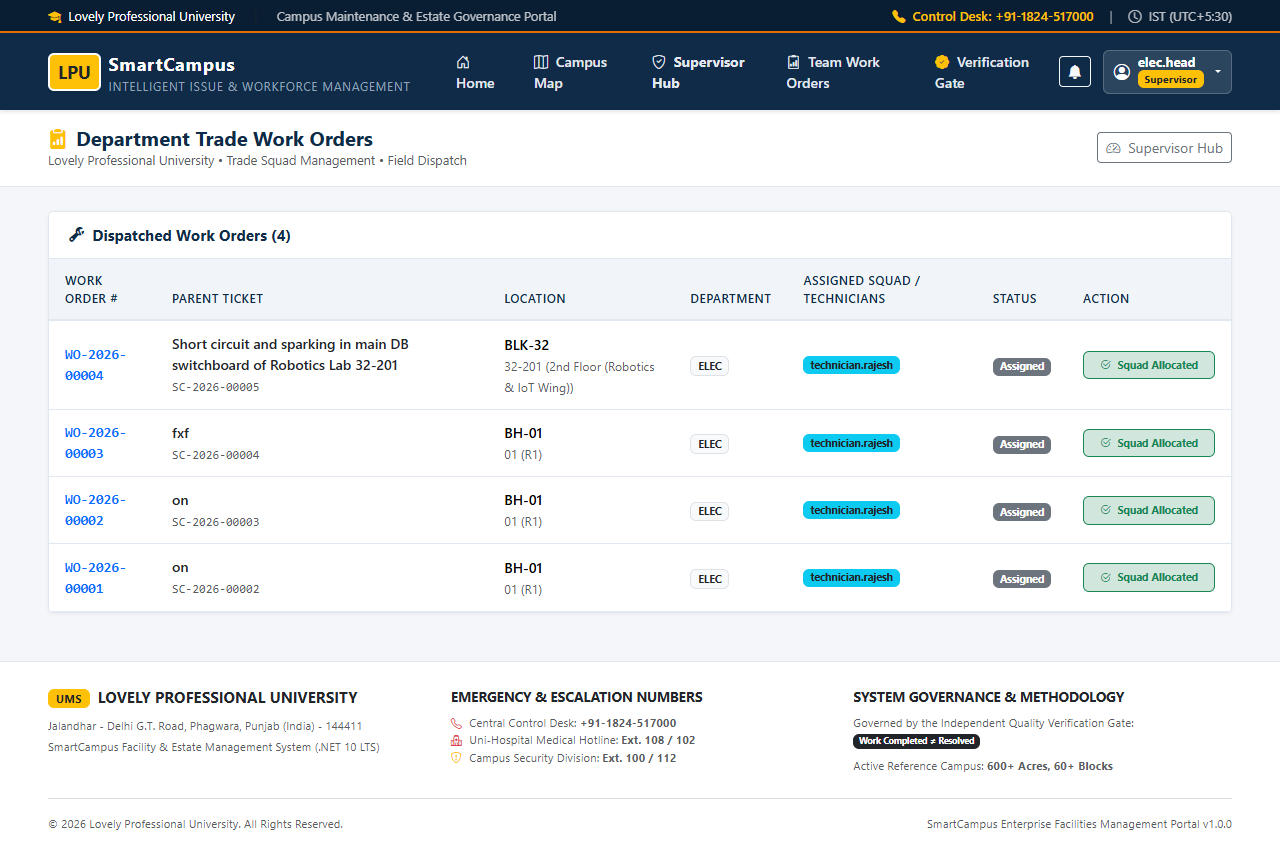 Lovely Professional University
Campus Maintenance & Estate Governance Portal
Control Desk: +91-1824-517000 | IST (UTC+5:30)
LPU
SmartCampus
INTELLIGENT ISSUE & WORKFORCE MANAGEMENT
Home
Campus
Map
Supervisor
Hub
Team Work
Orders
Verification
Gate
elec.head
Supervisor
Department Trade Work Orders
Lovely Professional University • Trade Squad Management • Field Dispatch
Supervisor Hub
Dispatched Work Orders (4)
WORK
ORDER #
PARENT TICKET
LOCATION
DEPARTMENT
ASSIGNED SQUAD /
TECHNICIANS
STATUS
ACTION
WO-2026-
00004
Short circuit and sparking in main DB
switchboard of Robotics Lab 32-201
SC-2026-00005
BLK-32
32-201 (2nd Floor (Robotics
& IoT Wing))
ELEC
technician.rajesh
Assigned
Squad Allocated
WO-2026-
00003
fxf
SC-2026-00004
BH-01
01 (R1)
ELEC
technician.rajesh
Assigned
Squad Allocated
WO-2026-
00002
on
SC-2026-00003
BH-01
01 (R1)
ELEC
technician.rajesh
Assigned
Squad Allocated
WO-2026-
00001
on
SC-2026-00002
BH-01
01 (R1)
ELEC
technician.rajesh
Assigned
Squad Allocated
UMS LOVELY PROFESSIONAL UNIVERSITY
Jalandhar - Delhi G.T. Road, Phagwara, Punjab (India) - 144411
SmartCampus Facility & Estate Management System (.NET 10 LTS)
EMERGENCY & ESCALATION NUMBERS
Central Control Desk: +91-1824-517000
Uni-Hospital Medical Hotline: Ext. 108 / 102
Campus Security Division: Ext. 100 / 112
SYSTEM GOVERNANCE & METHODOLOGY
Governed by the Independent Quality Verification Gate:
Work Completed ≠ Resolved
Active Reference Campus: 600+ Acres, 60+ Blocks
© 2026 Lovely Professional University. All Rights Reserved.
SmartCampus Enterprise Facilities Management Portal v1.0.0